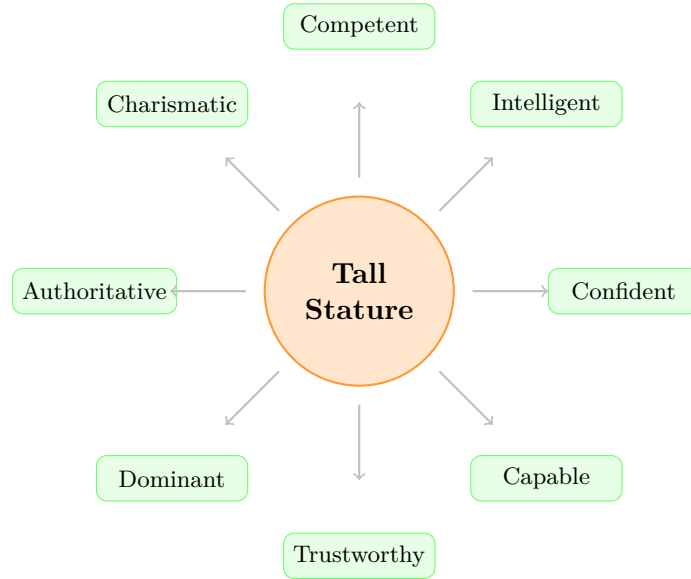 Competent
Charismatic
Intelligent
Authoritative
Tall
Stature
Confident
Dominant
Capable
Trustworthy